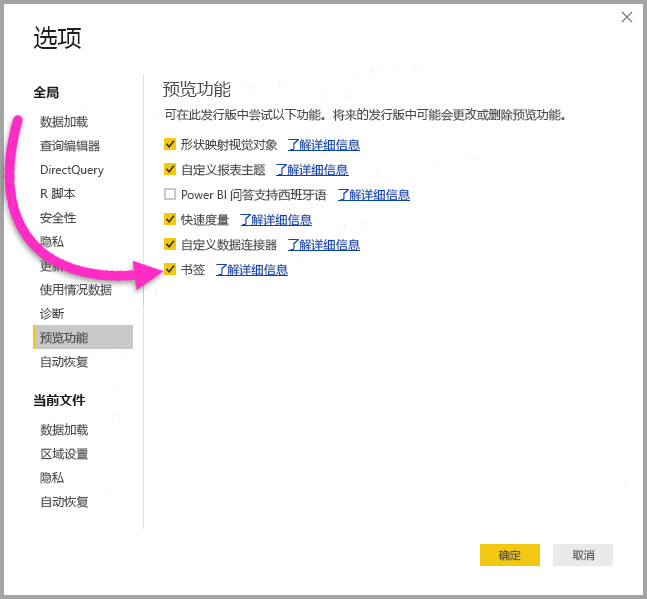 选项
全局
数据加载
查询编辑器
DirectQuery
R 脚本
安全性
隐私
更新
使用情况数据
诊断
预览功能
自动恢复
当前文件
数据加载
区域设置
隐私
自动恢复
预览功能
可在此发行版中尝试以下功能。将来的发行版中可能会更改或删除预览功能。
形状映射视觉对象 了解详细信息
自定义报表主题 了解详细信息
Power BI 问答支持西班牙语 了解详细信息
快速度量 了解详细信息
自定义数据连接器 了解详细信息
书签 了解详细信息
确定 取消